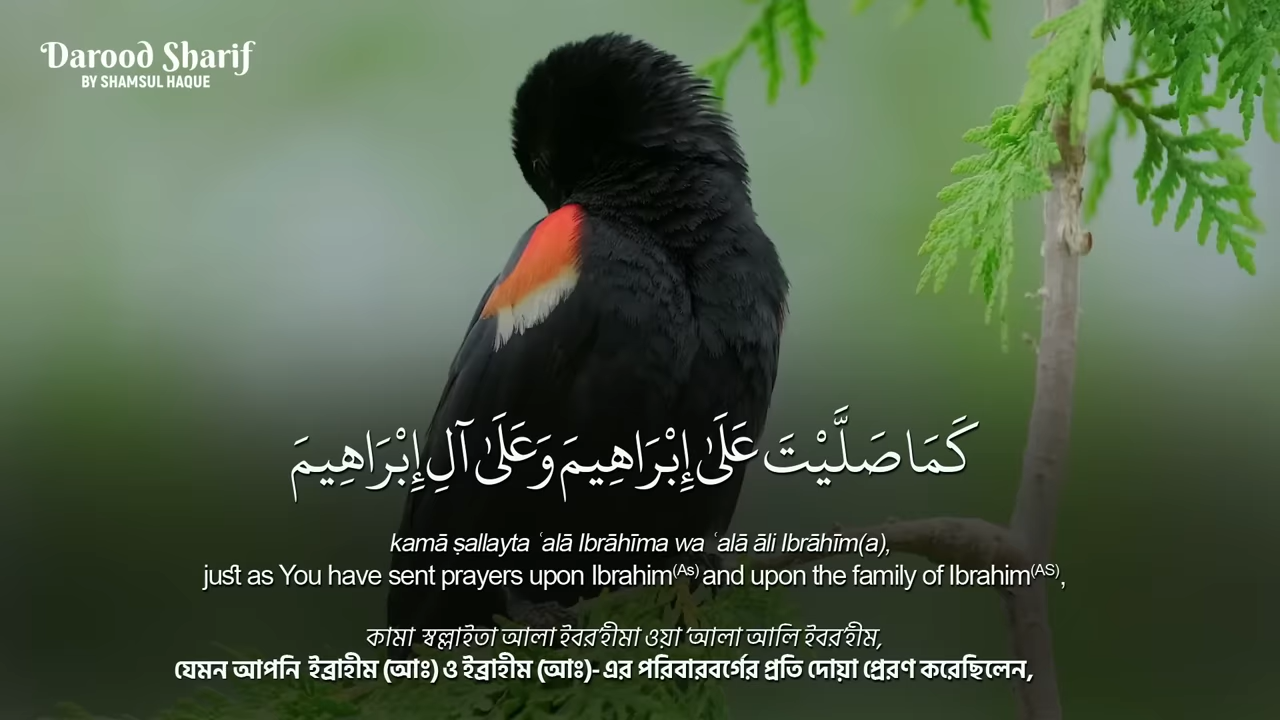 Darood Sharif
BY SHAMSUL HAQUE
كَمَا صَلَّيْتَ عَلَىٰ إِبْرَاهِيمَ وَعَلَىٰ آلِ إِبْرَاهِيمَ
kamā ṣallayta ʿalā Ibrāhīma wa ʿalā āli Ibrāhīm(a),
just as You have sent prayers upon Ibrahim(As) and upon the family of Ibrahim(AS),
কামা স্বল্লাইতা আলা ইবর’হীমা ওয়া ‘আলা আলি ইবর’হীম,
যেমন আপনি ইব্রাহীম (আঃ) ও ইব্রাহীম (আঃ)- এর পরিবারবর্গের প্রতি দোয়া প্রেরণ করেছিলেন,